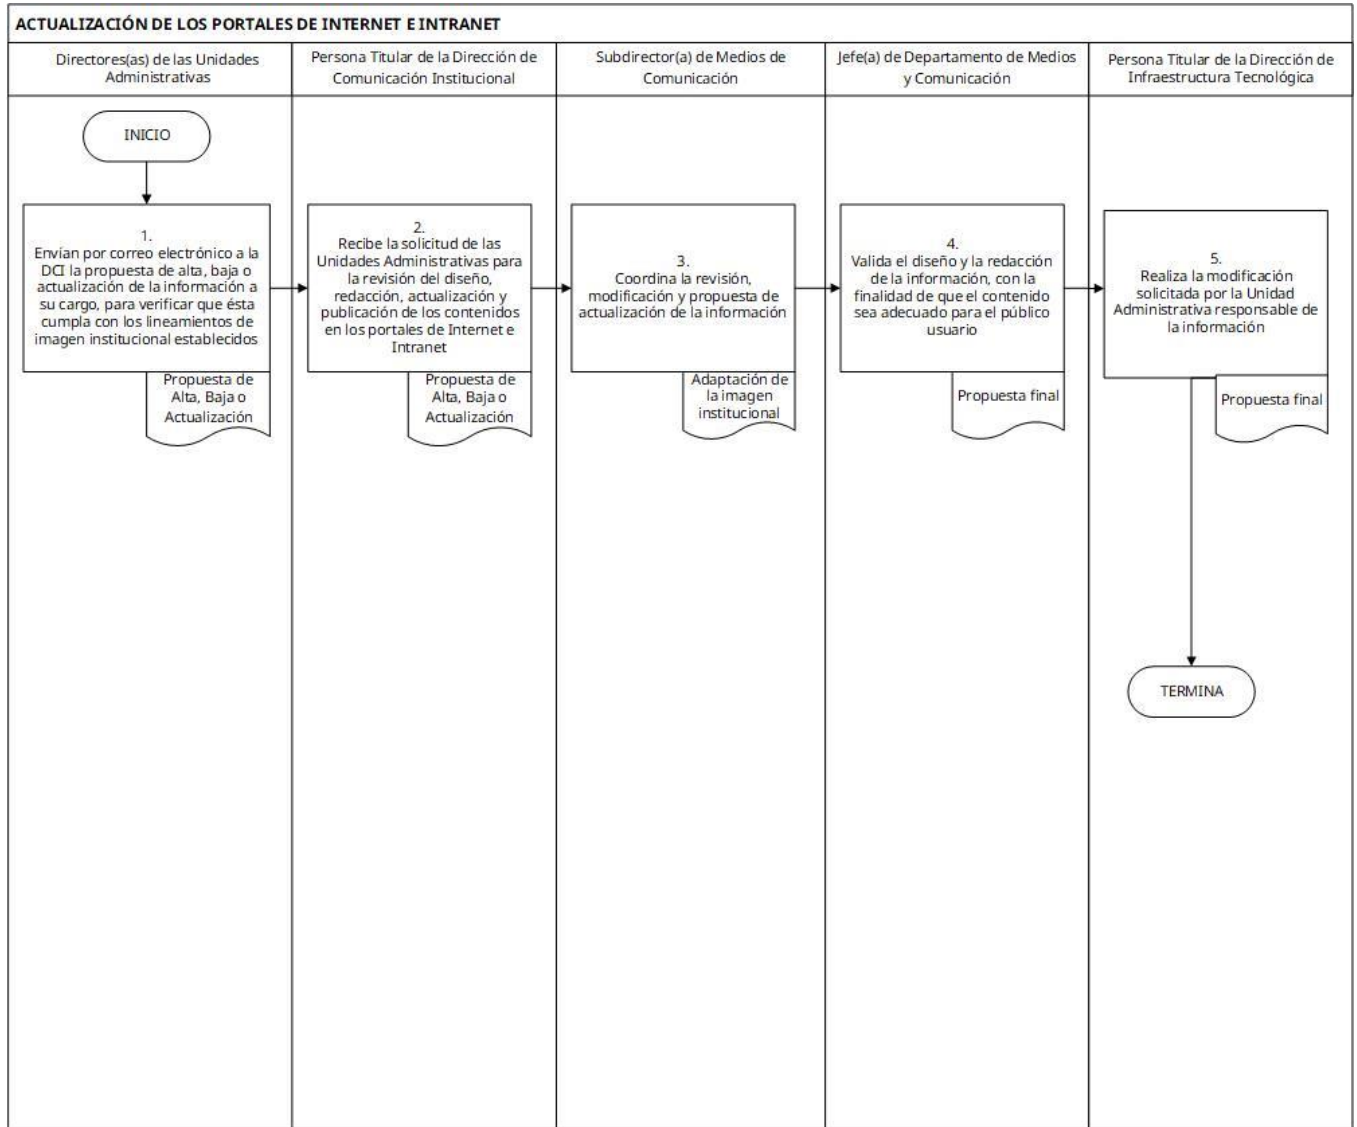 ACTUALIZACIÓN DE LOS PORTALES DE INTERNET E INTRANET
Directores(as) de las Unidades
Administrativas
Persona Titular de la Dirección de
Comunicación Institucional
Subdirector(a) de Medios de
Comunicación
Jefe(a) de Departamento de Medios
y Comunicación
Persona Titular de la Dirección de
Infraestructura Tecnológica
INICIO
1.
Envían por correo electrónico a la
DCI la propuesta de alta, baja o
actualización de la información a
su cargo, para verificar que ésta
cumpla con los lineamientos de
imagen institucional establecidos
Propuesta de
Alta, Baja o
Actualización
2.
Recibe la solicitud de las
Unidades Administrativas para
la revisión del diseño,
redacción, actualización y
publicación de los contenidos
en los portales de Internet e
Intranet
Propuesta de
Alta, Baja o
Actualización
3.
Coordina la revisión,
modificación y propuesta de
actualización de la información
Adaptación de
la imagen
institucional
4.
Valida el diseño y la redacción
de la información, con la
finalidad de que el contenido
sea adecuado para el público
usuario
Propuesta final
5.
Realiza la modificación
solicitada por la Unidad
Administrativa responsable de
la información
Propuesta final
TERMINA